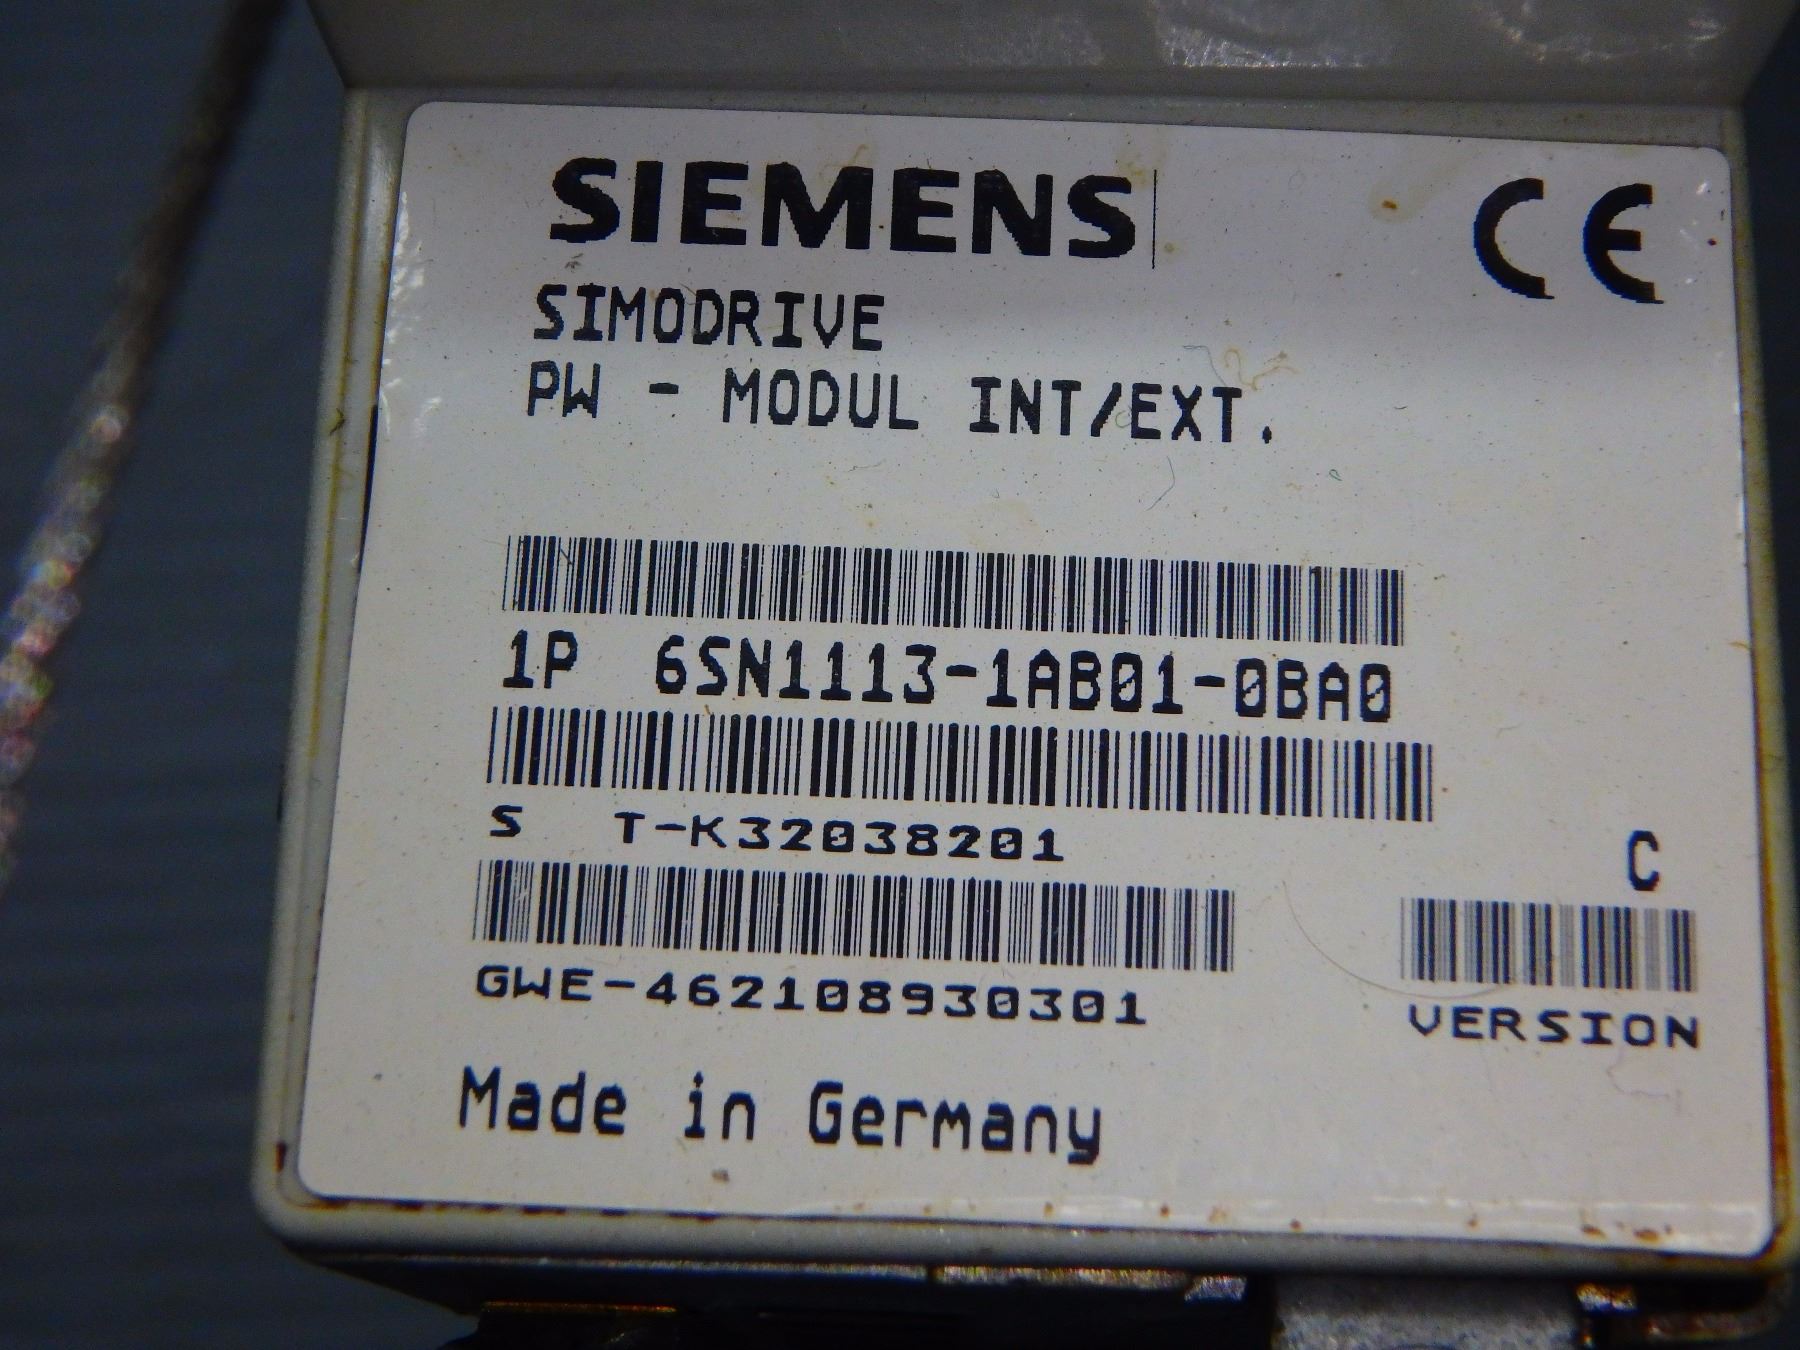 SIEMENS
CE
SIMODRIVE
PW - MODUL INT/EXT.
1P 6SN1113-1AB01-0BA0
S T-K32038201
C
GWE-462108930301
VERSION
Made in Germany